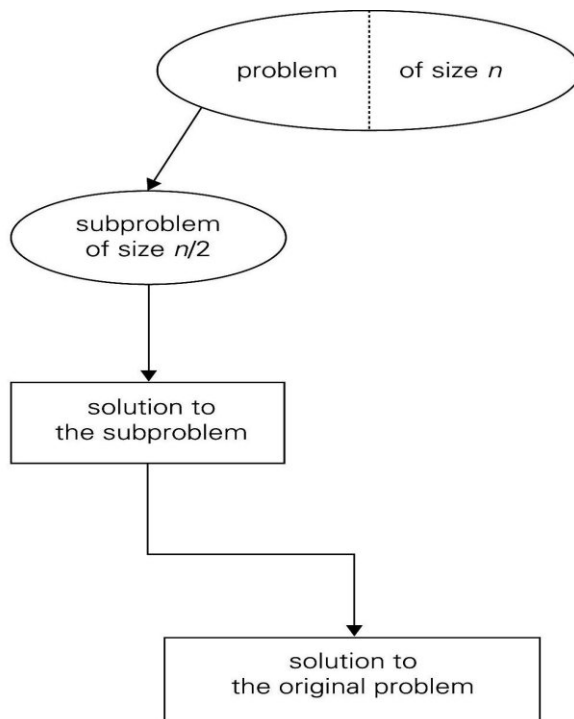 problem of size n
subproblem
of size n/2
solution to
the subproblem
solution to
the original problem